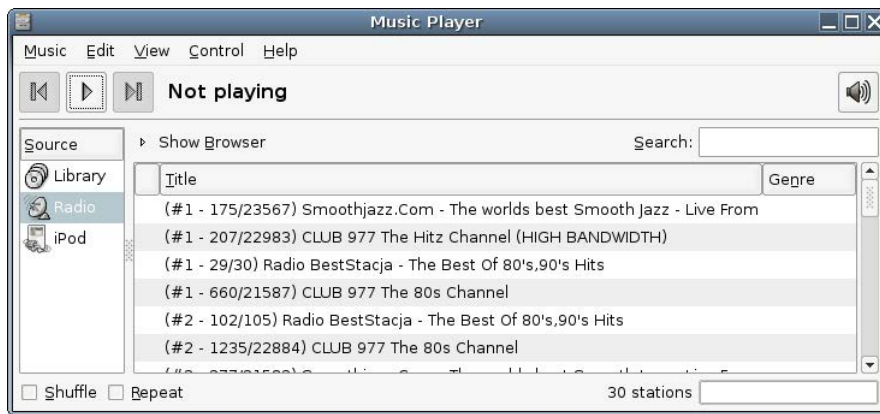 Music Player
Music Edit View Control Help
Not playing
Source
Show Browser
Search:
Library
Radio
iPod
Title Genre
(#1 - 175/23567) Smoothjazz.Com - The worlds best Smooth Jazz - Live From
(#1 - 207/22983) CLUB 977 The Hitz Channel (HIGH BANDWIDTH)
(#1 - 29/30) Radio BestStacja - The Best Of 80's,90's Hits
(#1 - 660/21587) CLUB 977 The 80s Channel
(#2 - 102/105) Radio BestStacja - The Best Of 80's,90's Hits
(#2 - 1235/22884) CLUB 977 The 80s Channel
Shuffle Repeat 30 stations